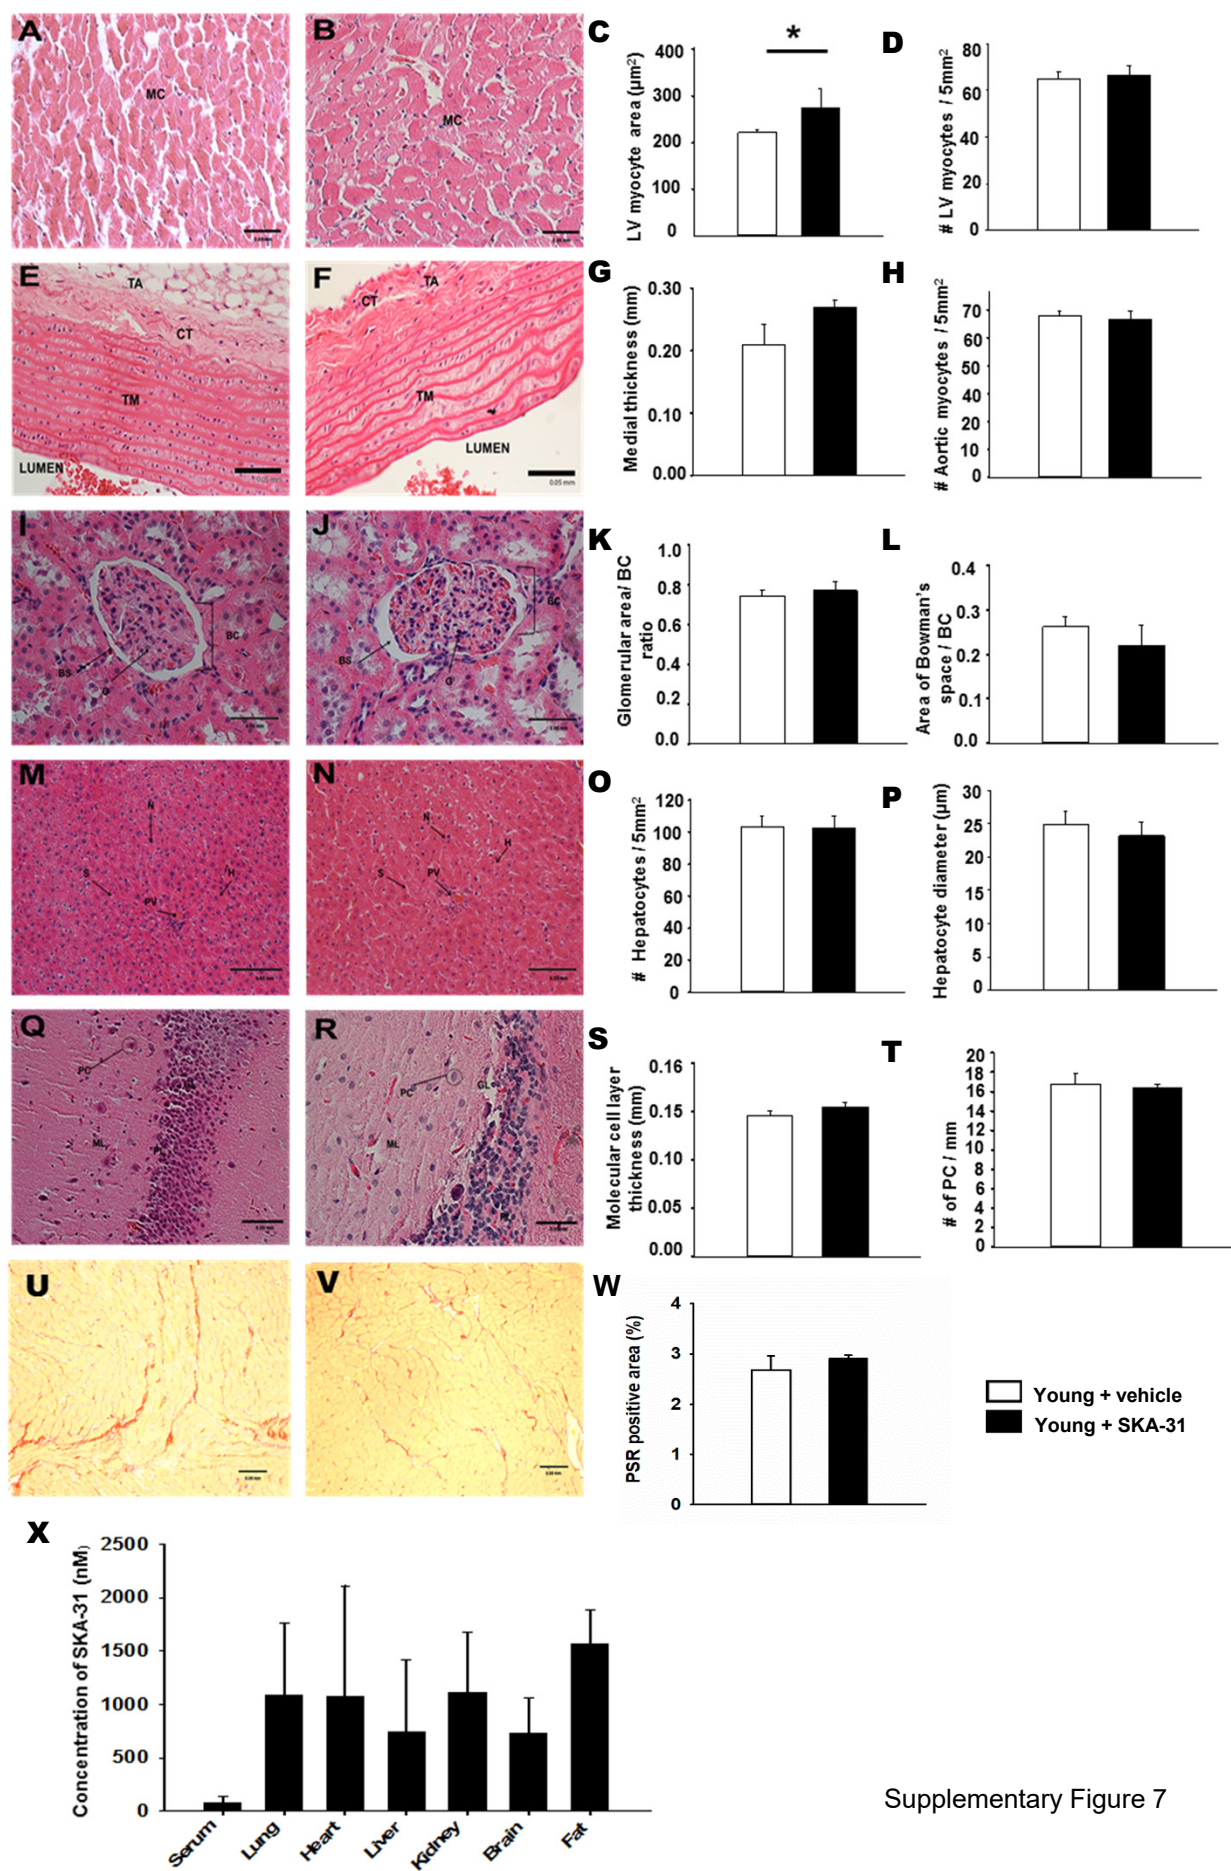 A
MC
B
MC
C
LV myocyte area (µm²)
400
300
200
100
0
*
D
# LV myocytes / 5mm²
80
60
40
20
0
E
TA
CT
TM
LUMEN
0.05 mm
F
TA
CT
TM
LUMEN
0.05 mm
G
Medial thickness (mm)
0.30
0.20
0.10
0.00
H
# Aortic myocytes / 5mm²
70
60
50
40
30
20
10
0
I
BC
BS
G
J
BC
BS
G
K
Glomerular area/ BC
ratio
1.0
0.8
0.6
0.4
0.2
0.0
L
Area of Bowman's
space / BC
0.4
0.3
0.2
0.1
0.0
M
N
S
H
PV
N
N
H
S
PV
O
# Hepatocytes / 5mm²
120
100
80
60
40
20
0
P
Hepatocyte diameter (µm)
30
25
20
15
10
5
0
Q
PC
ML
R
PC
GL
ML
S
Molecular cell layer
thickness (mm)
0.16
0.15
0.10
0.05
0.00
T
# of PC / mm
20
18
16
14
12
10
8
6
4
2
0
U
V
W
PSR positive area (%)
4
3
2
1
0
Young + vehicle
Young + SKA-31
X
Concentration of SKA-31 (nM)
2500
2000
1500
1000
500
0
Serum
Lung
Heart
Liver
Kidney
Brain
Fat
Supplementary Figure 7